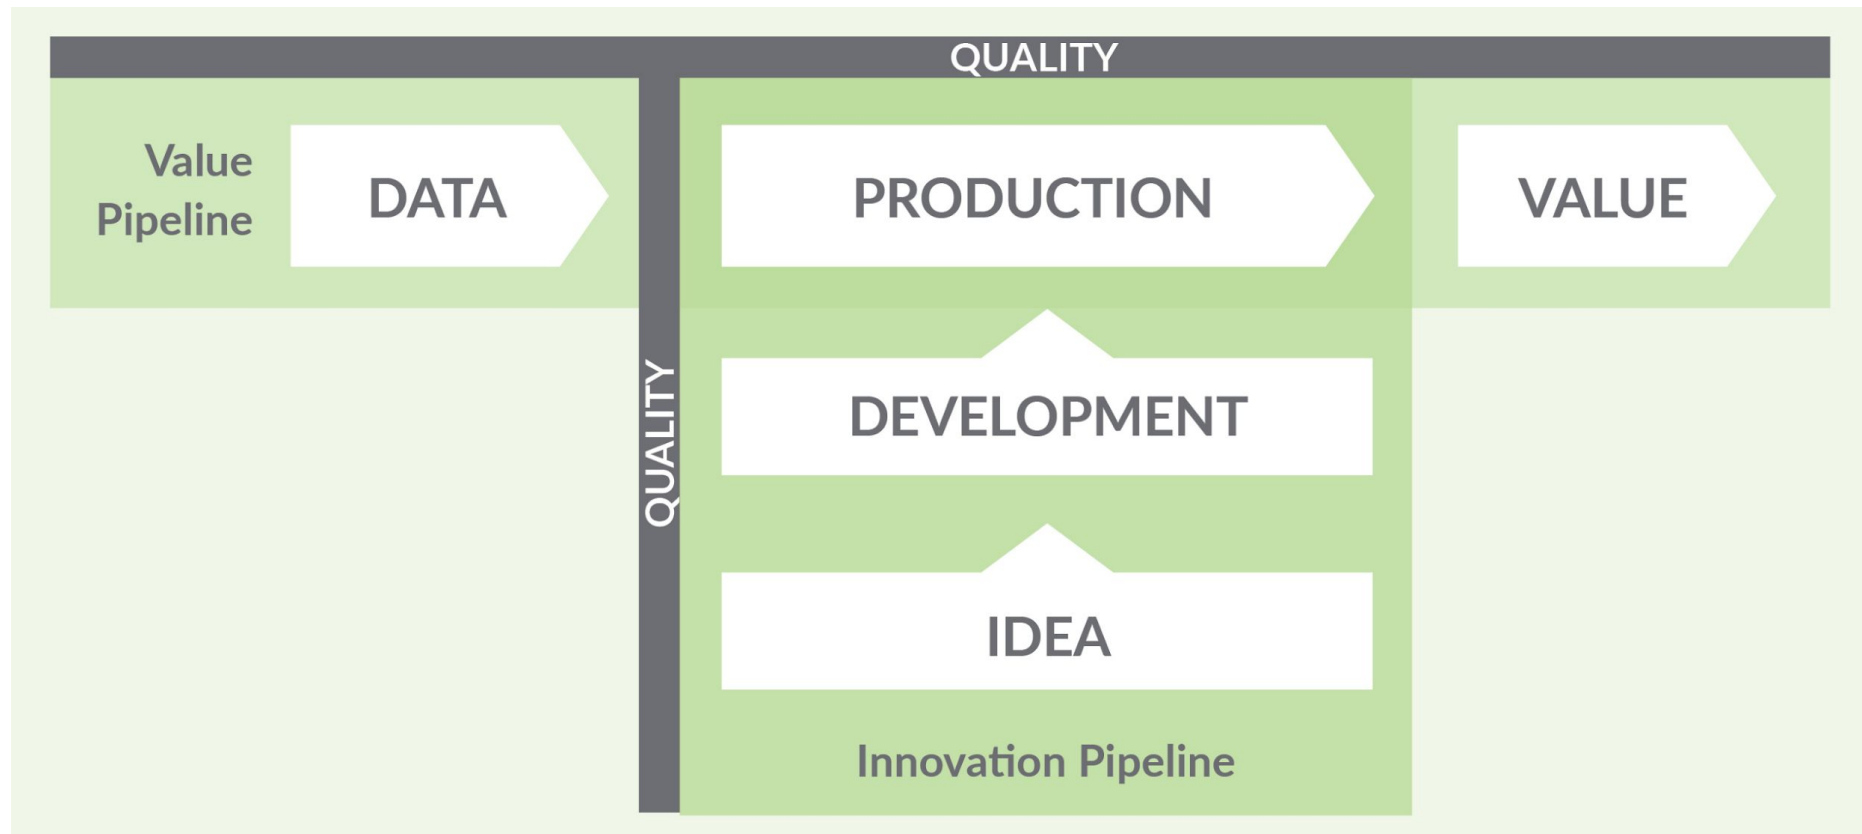 QUALITY
Value
Pipeline
DATA
PRODUCTION
VALUE
QUALITY
DEVELOPMENT
IDEA
Innovation Pipeline